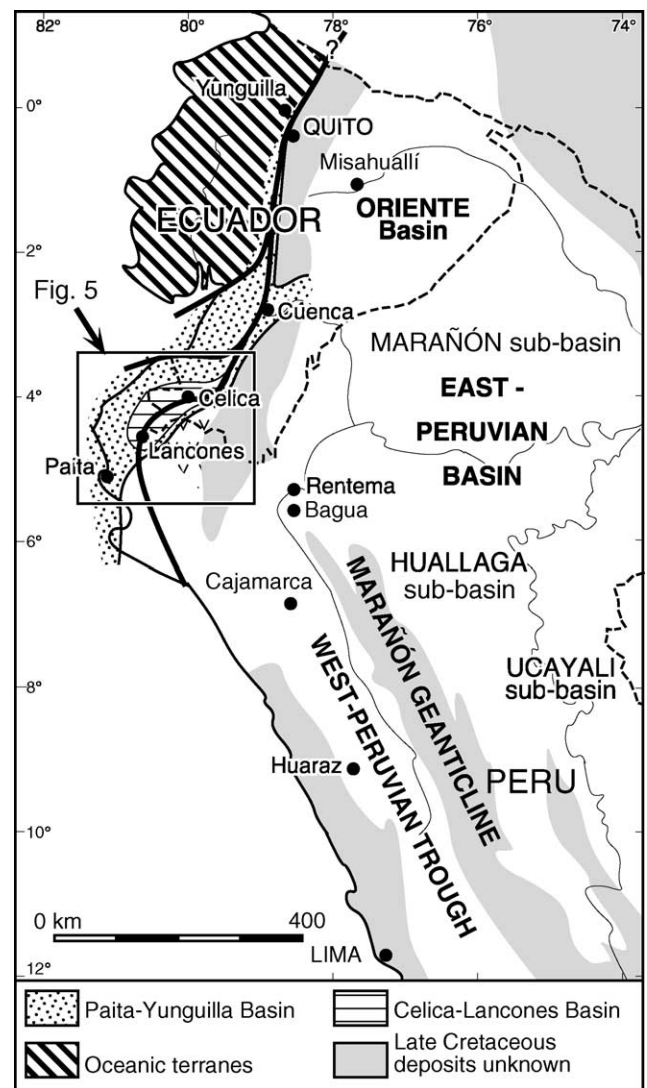 82°
80°
78°
76°
74°
?
Yunguilla
0°
QUITO
Misahuallí
ORIENTE
Basin
ECUADOR
2°
Fig. 5
Cuenca
MARAÑÓN sub-basin
4°
Celica
EAST -
PERUVIAN
BASIN
Lancones
Paita
Rentema
Bagua
6°
HUALLAGA
sub-basin
Cajamarca
MARAÑÓN GEANTICLINE
WEST-PERUVIAN TROUGH
UCAYALI
sub-basin
8°
Huaraz
PERU
10°
0 km
400
LIMA
12°
Paita-Yunguilla Basin
Celica-Lancones Basin
Oceanic terranes
Late Cretaceous
deposits unknown